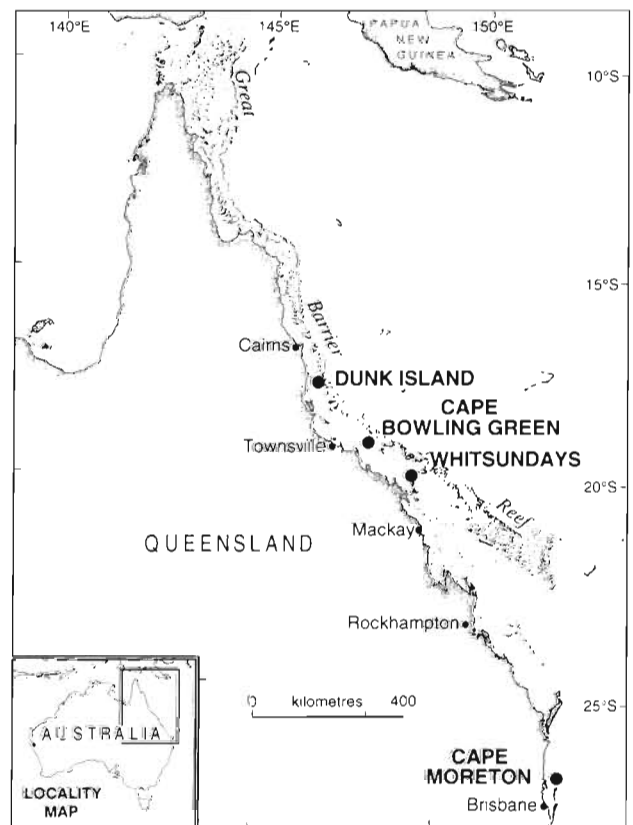 140°E
145°E
150°E
PAPUA
NEW
GUINEA
10°S
Great
15°S
Barrier
Cairns
DUNK ISLAND
CAPE
BOWLING GREEN
Townsville
WHITSUNDAYS
20°S
Reef
Mackay
QUEENSLAND
Rockhampton
0 kilometres 400
25°S
AUSTRALIA
CAPE
MORETON
LOCALITY
MAP
Brisbane